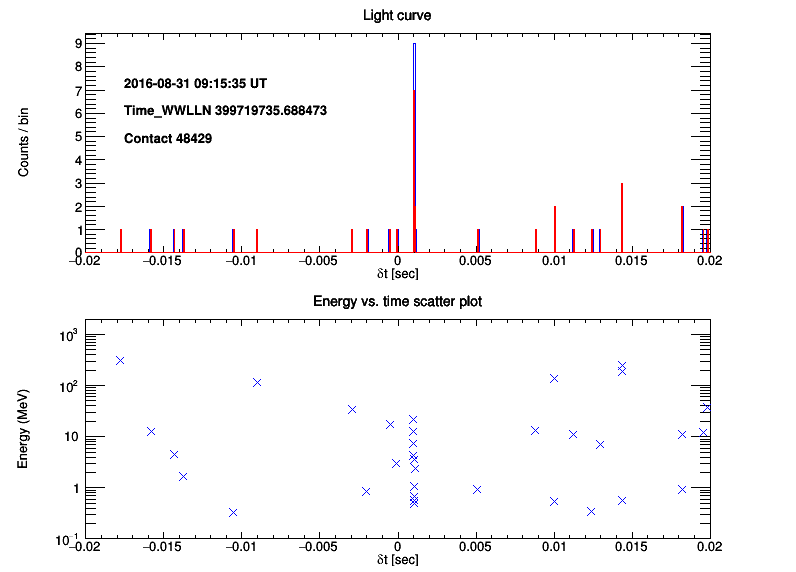 Light curve
9
8
7
6
5
4
3
2
1
0
Counts / bin
2016-08-31 09:15:35 UT
Time_WWLLN 399719735.688473
Contact 48429
−0.02 −0.015 −0.01 −0.005 0 0.005 0.01 0.015 0.02
δt [sec]
Energy vs. time scatter plot
10³
10²
10
1
10⁻¹
Energy (MeV)
−0.02 −0.015 −0.01 −0.005 0 0.005 0.01 0.015 0.02
δt [sec]